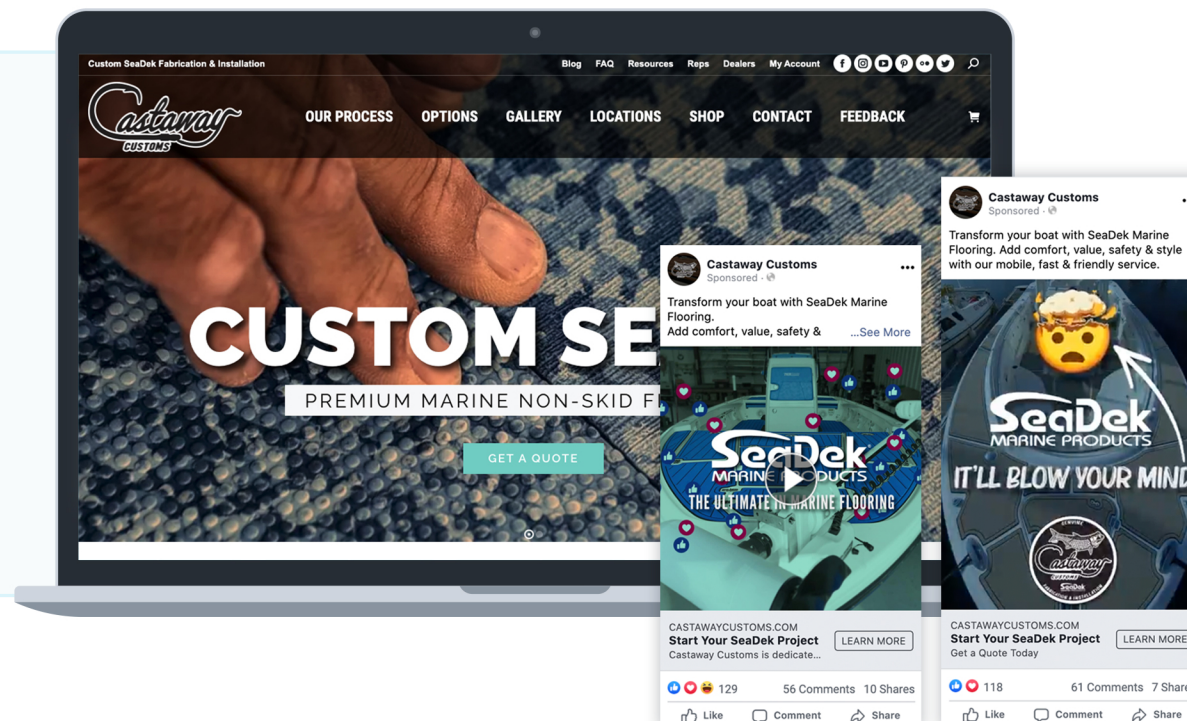 Custom SeaDek Fabrication & Installation
Blog FAQ Resources Reps Dealers My Account
Castaway
CUSTOMS
OUR PROCESS OPTIONS GALLERY LOCATIONS SHOP CONTACT FEEDBACK
CUSTOM SE
PREMIUM MARINE NON-SKID F
GET A QUOTE
Castaway Customs
Sponsored
Transform your boat with SeaDek Marine
Flooring.
Add comfort, value, safety & ...See More
SeaDek
MARINE PRODUCTS
THE ULTIMATE IN MARINE FLOORING
CASTAWAYCUSTOMS.COM
Start Your SeaDek Project
Castaway Customs is dedicate...
LEARN MORE
129 56 Comments 10 Shares
Like Comment Share
Castaway Customs
Sponsored
Transform your boat with SeaDek Marine
Flooring. Add comfort, value, safety & style
with our mobile, fast & friendly service.
SeaDek
MARINE PRODUCTS
IT'LL BLOW YOUR MIND
GENUINE
Castaway
CUSTOMS
SeaDek
FABRICATION & INSTALLATION
CASTAWAYCUSTOMS.COM
Start Your SeaDek Project
Get a Quote Today
LEARN MORE
118 61 Comments 7 Share
Like Comment Share